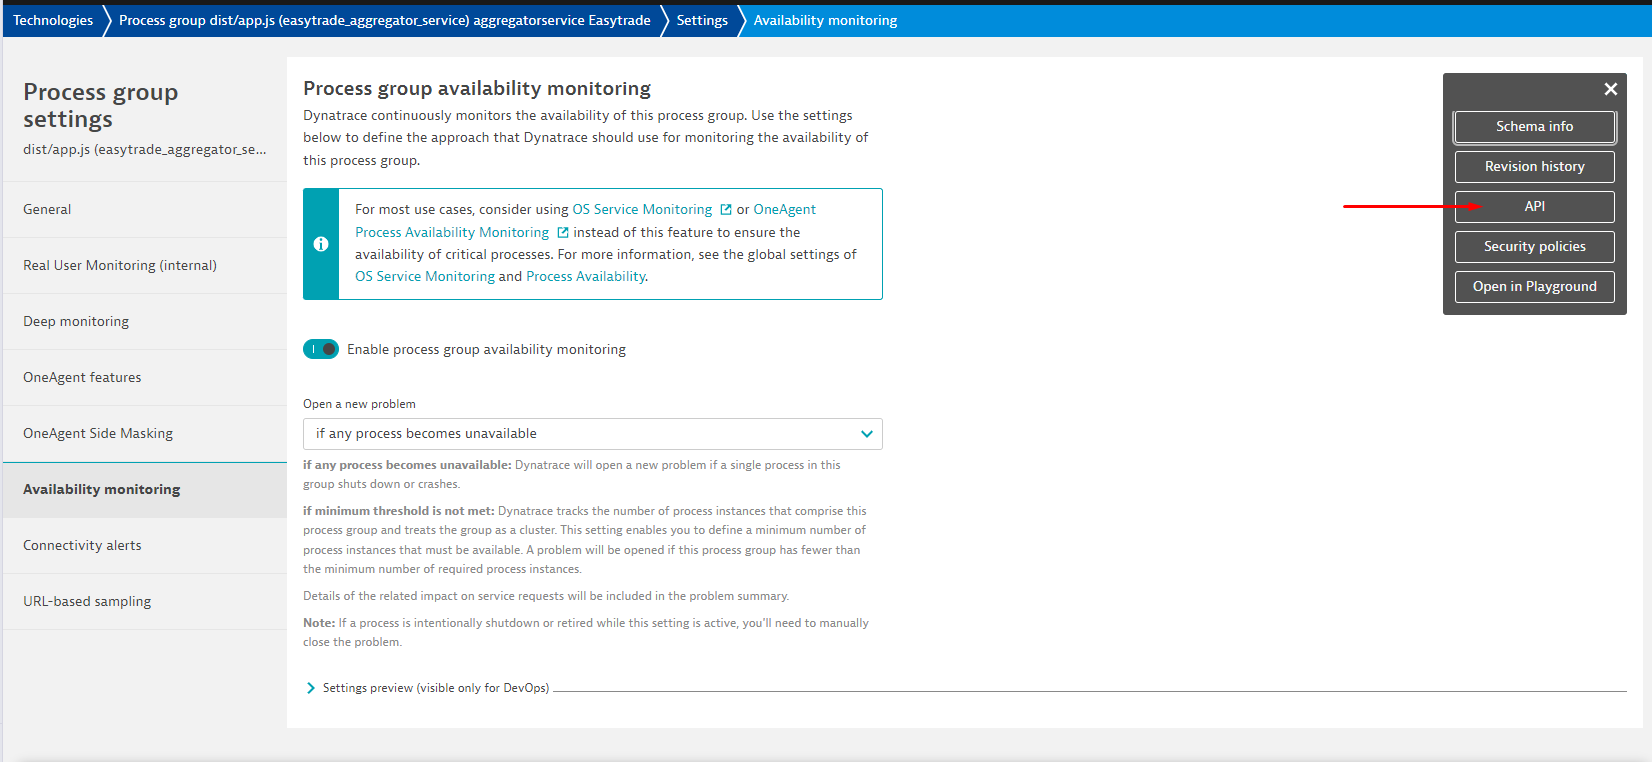 Technologies
Process group dist/app.js (easytrade_aggregator_service) aggregatorservice Easytrade
Settings
Availability monitoring
Process group
settings
dist/app.js (easytrade_aggregator_se...
General
Real User Monitoring (internal)
Deep monitoring
OneAgent features
OneAgent Side Masking
Availability monitoring
Connectivity alerts
URL-based sampling
Process group availability monitoring
Dynatrace continuously monitors the availability of this process group. Use the settings
below to define the approach that Dynatrace should use for monitoring the availability of
this process group.
For most use cases, consider using OS Service Monitoring or OneAgent
Process Availability Monitoring instead of this feature to ensure the
availability of critical processes. For more information, see the global settings of
OS Service Monitoring and Process Availability.
Enable process group availability monitoring
Open a new problem
if any process becomes unavailable
if any process becomes unavailable: Dynatrace will open a new problem if a single process in this
group shuts down or crashes.
if minimum threshold is not met: Dynatrace tracks the number of process instances that comprise this
process group and treats the group as a cluster. This setting enables you to define a minimum number of
process instances that must be available. A problem will be opened if this process group has fewer than
the minimum number of required process instances.
Details of the related impact on service requests will be included in the problem summary.
Note: If a process is intentionally shutdown or retired while this setting is active, you'll need to manually
close the problem.
Settings preview (visible only for DevOps)
Schema info
Revision history
API
Security policies
Open in Playground